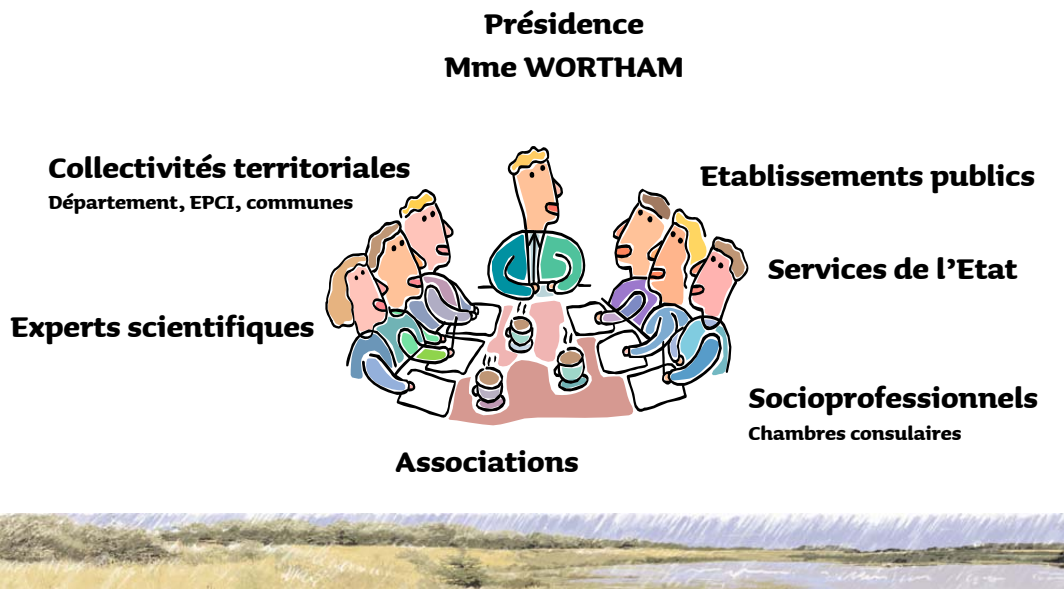 Présidence
Mme WORTHAM
Collectivités territoriales
Département, EPCI, communes
Etablissements publics
Services de l’Etat
Experts scientifiques
Socioprofessionnels
Chambres consulaires
Associations